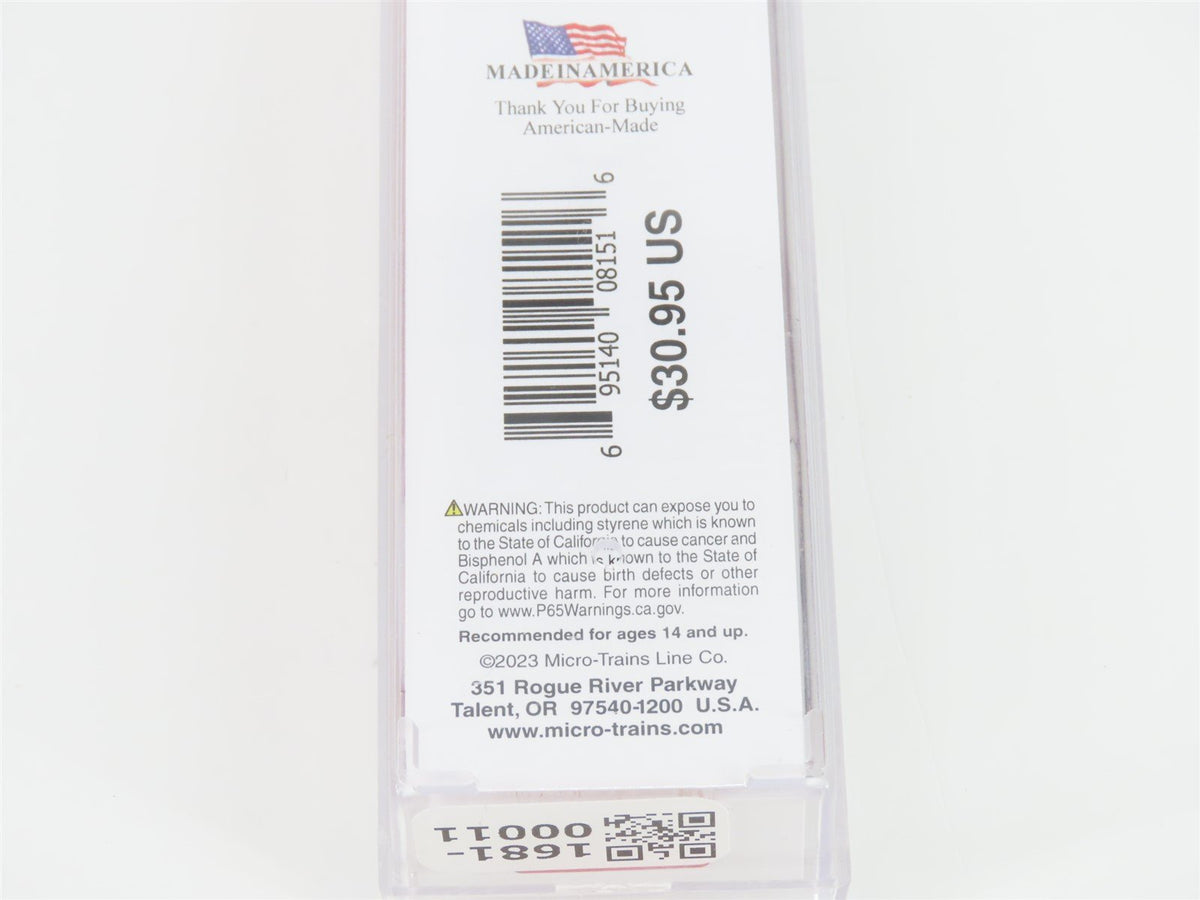 MADEINAMERICA
Thank You For Buying
American-Made
6 95140 08151 6
$30.95 US
WARNING: This product can expose you to
chemicals including styrene which is known
to the State of California to cause cancer and
Bisphenol A which is known to the State of
California to cause birth defects or other
reproductive harm. For more information
go to www.P65Warnings.ca.gov.
Recommended for ages 14 and up.
©2023 Micro-Trains Line Co.
351 Rogue River Parkway
Talent, OR 97540-1200 U.S.A.
www.micro-trains.com
1681-
00011